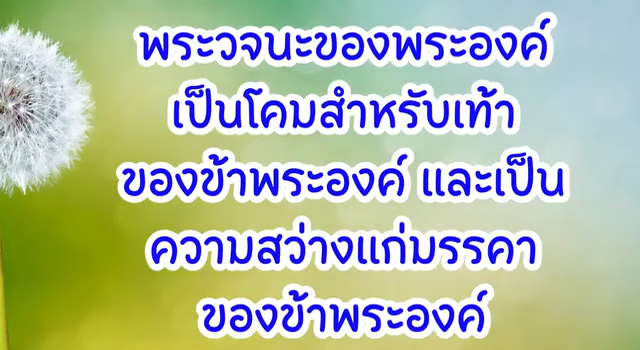 พระวจนะของพระองค์
เป็นโคมสำหรับเท้า
ของข้าพระองค์ และเป็น
ความสว่างแก่มรรคา
ของข้าพระองค์